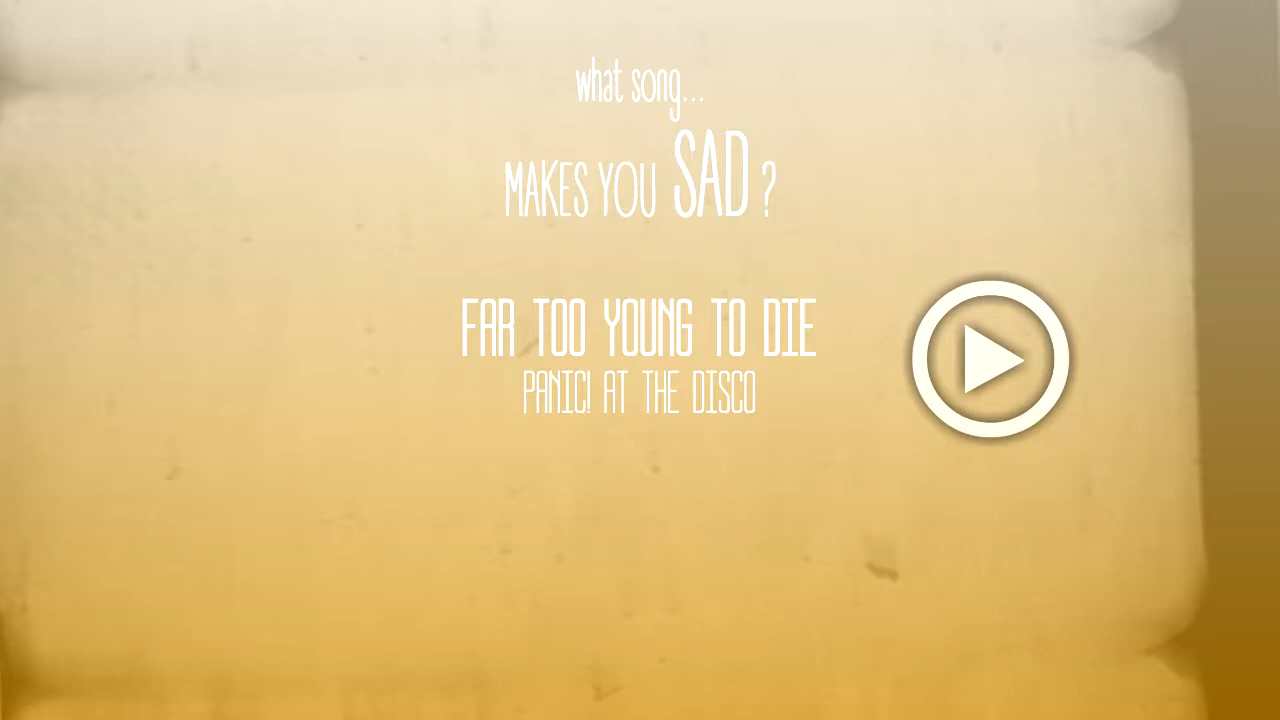 what song...
MAKES YOU SAD ?
FAR TOO YOUNG TO DIE
PANIC! AT THE DISCO